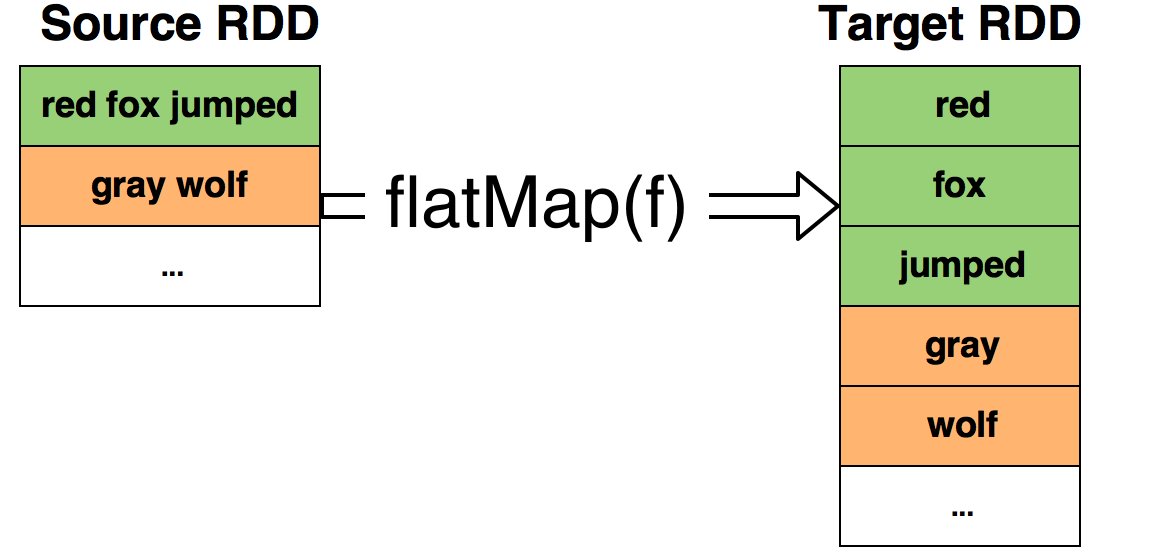 Source RDD
red fox jumped
gray wolf
...
flatMap(f)
Target RDD
red
fox
jumped
gray
wolf
...